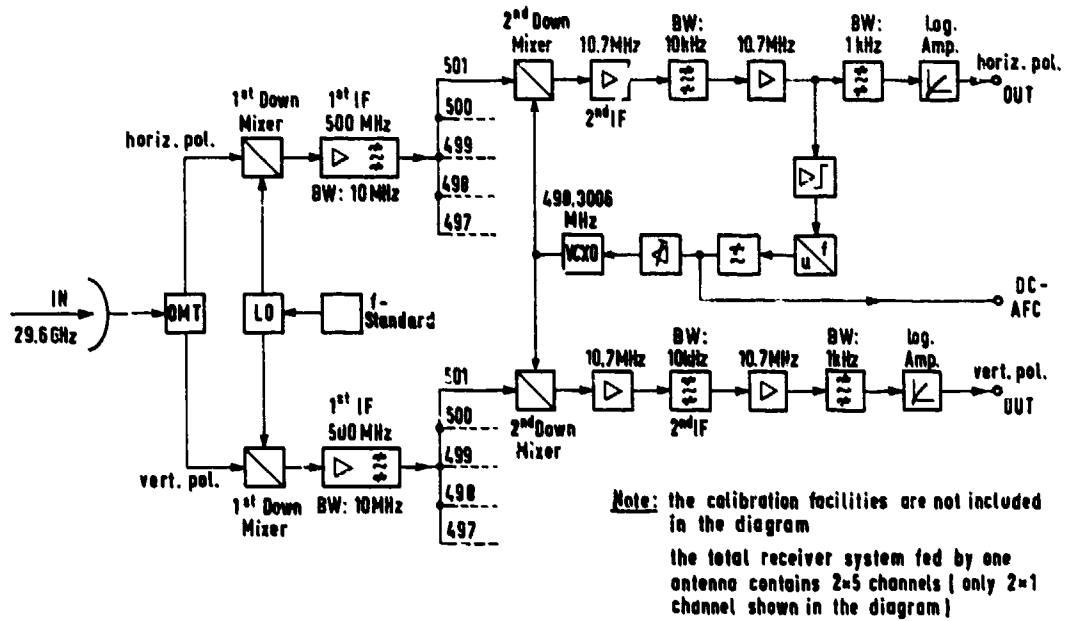 2nd Down
Mixer
10.7MHz
BW:
10kHz
10.7MHz
BW:
1kHz
Log.
Amp.
horiz. pol.
OUT
501
500
499
498
497
2nd IF
1st Down
Mixer
1st IF
500 MHz
BW: 10MHz
horiz. pol.
490.3006
MHz
VCXO
u f
DC-
AFC
IN
29.6GHz
OMT
LO
f-
Standard
501
500
499
498
497
10.7MHz
BW:
10kHz
10.7MHz
BW:
1kHz
Log.
Amp.
vert. pol.
OUT
2nd Down
Mixer
2nd IF
1st IF
500 MHz
BW: 10MHz
vert. pol.
1st Down
Mixer
Note: the calibration facilities are not included
in the diagram
the total receiver system fed by one
antenna contains 2×5 channels ( only 2×1
channel shown in the diagram )